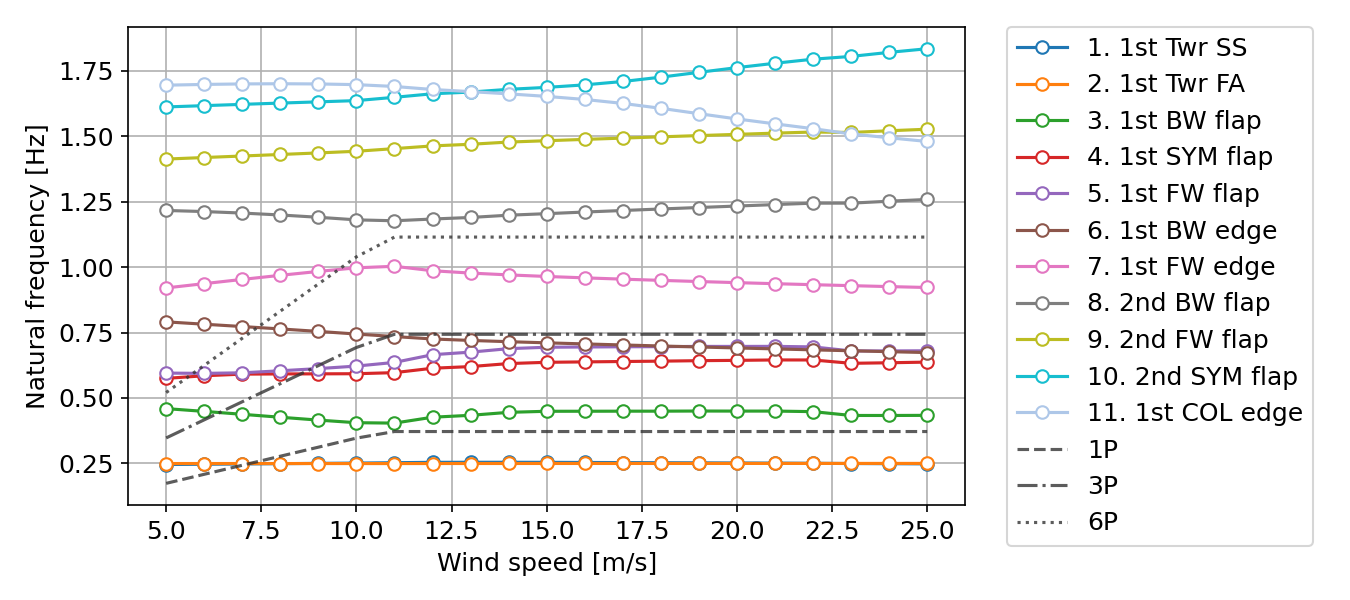 Natural frequency [Hz]
1.75
1.50
1.25
1.00
0.75
0.50
0.25
5.0 7.5 10.0 12.5 15.0 17.5 20.0 22.5 25.0
Wind speed [m/s]
1. 1st Twr SS
2. 1st Twr FA
3. 1st BW flap
4. 1st SYM flap
5. 1st FW flap
6. 1st BW edge
7. 1st FW edge
8. 2nd BW flap
9. 2nd FW flap
10. 2nd SYM flap
11. 1st COL edge
1P
3P
6P